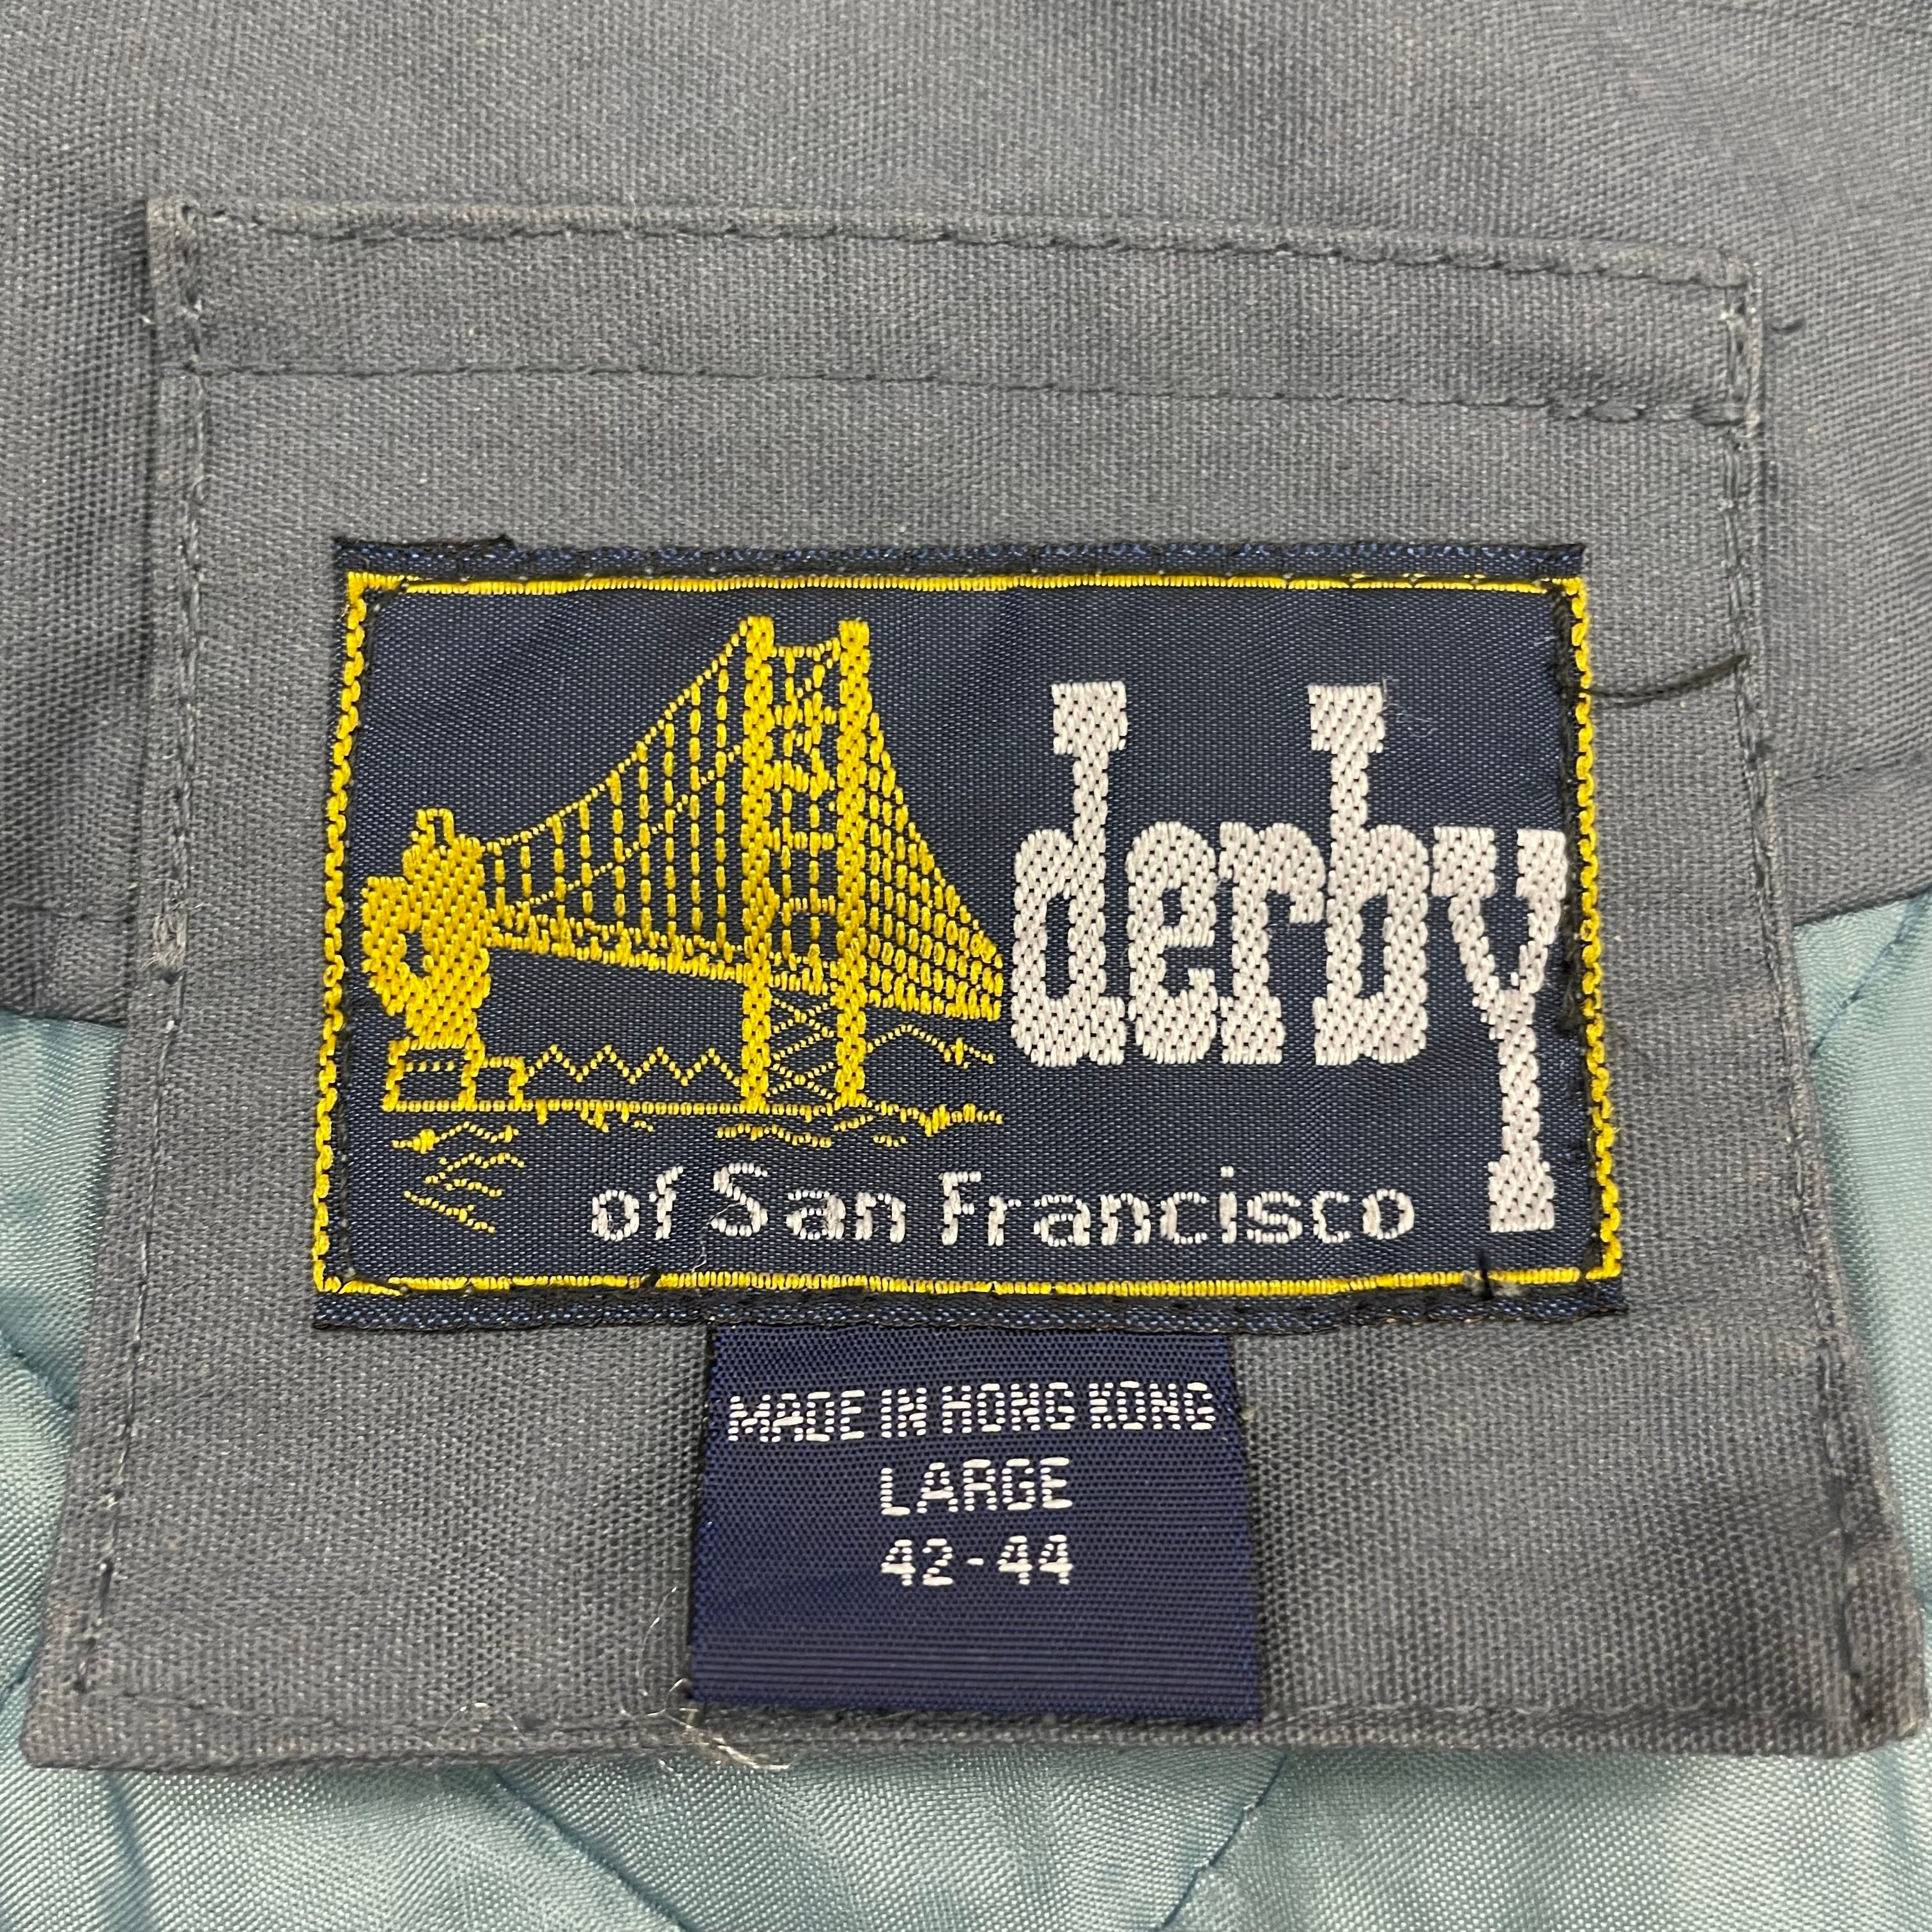 derby
of San Francisco
MADE IN HONG KONG
LARGE
42-44